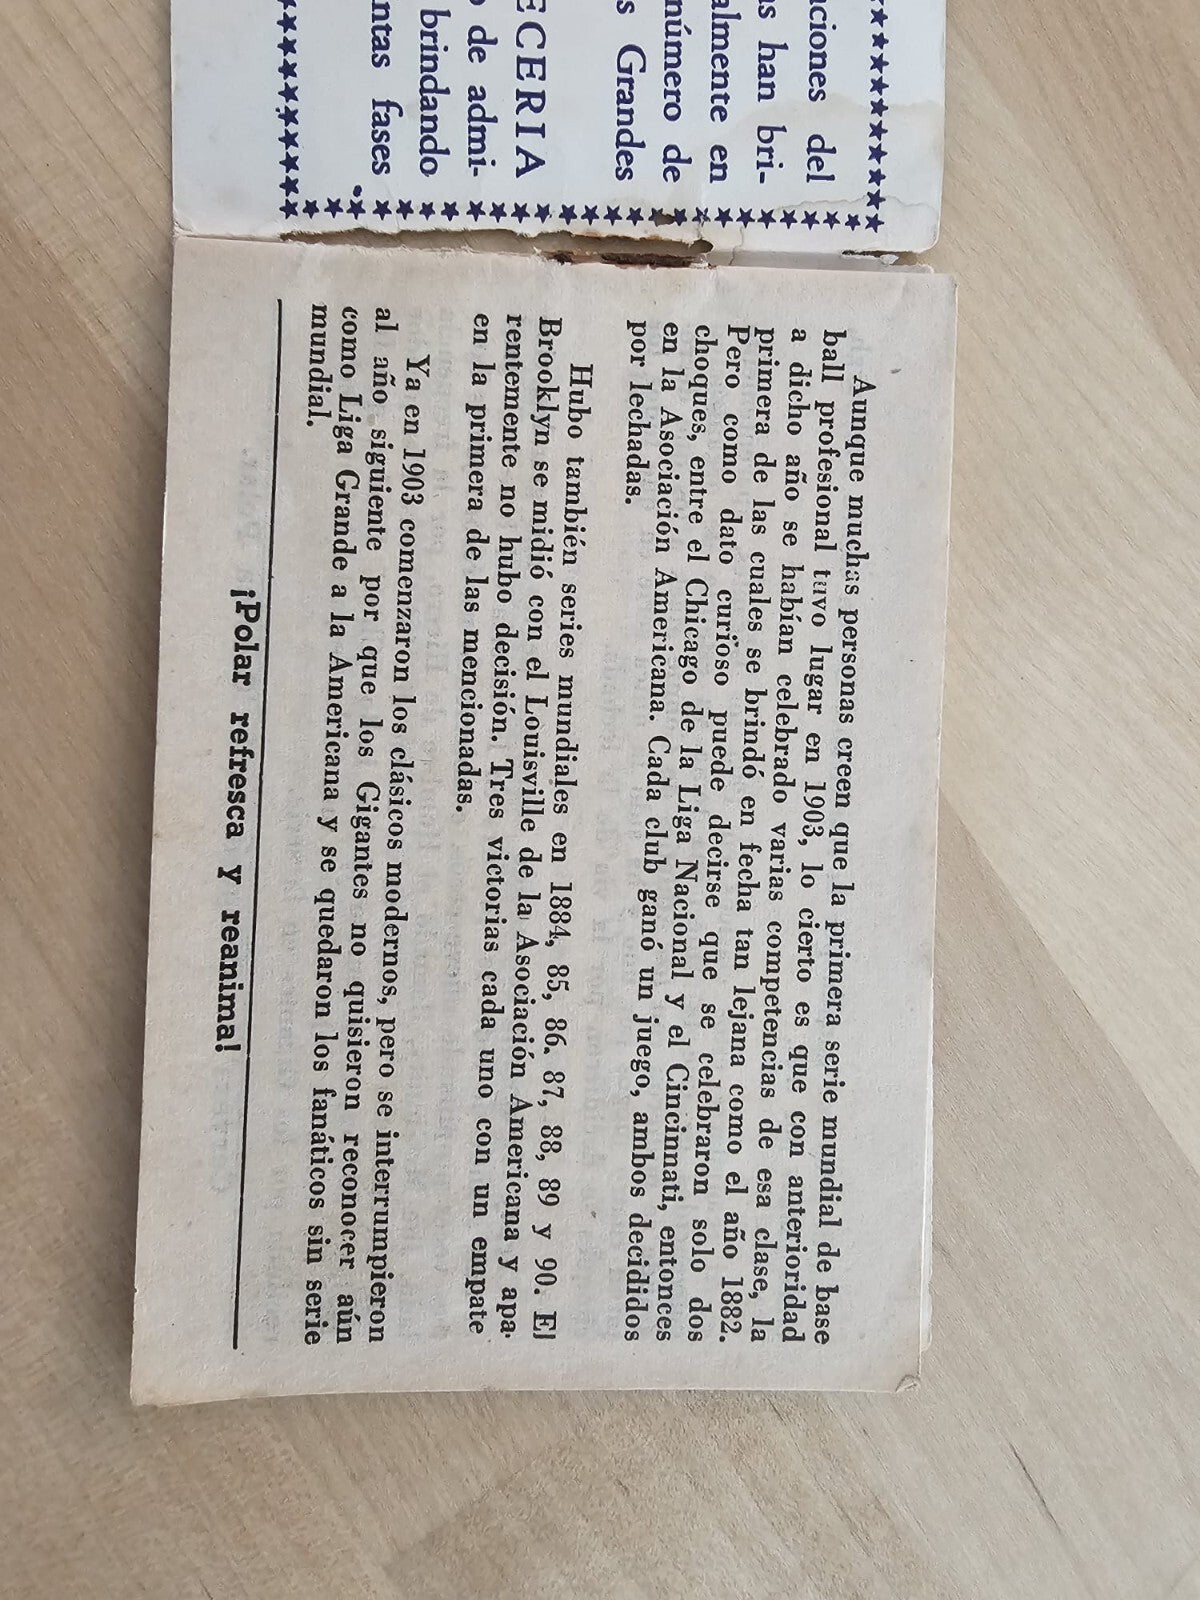 ciones del
as han bri-
almente en
número de
s Grandes
ECERIA
o de admi-
brindando
ntas fases
Aunque muchas personas creen que la primera serie mundial de base
ball profesional tuvo lugar en 1903, lo cierto es que con anterioridad
a dicho año se habían celebrado varias competencias de esa clase, la
primera de las cuales se brindó en fecha tan lejana como el año 1882.
Pero como dato curioso puede decirse que se celebraron solo dos
choques, entre el Chicago de la Liga Nacional y el Cincinnati, entonces
en la Asociación Americana. Cada club ganó un juego, ambos decididos
por lechadas.
Hubo también series mundiales en 1884, 85, 86. 87, 88, 89 y 90. El
Brooklyn se midió con el Louisville de la Asociación Americana y apa-
rentemente no hubo decisión. Tres victorias cada uno con un empate
en la primera de las mencionadas.
Ya en 1903 comenzaron los clásicos modernos, pero se interrumpieron
al año siguiente por que los Gigantes no quisieron reconocer aún
como Liga Grande a la Americana y se quedaron los fanáticos sin serie
mundial.
¡Polar refresca y reanima!